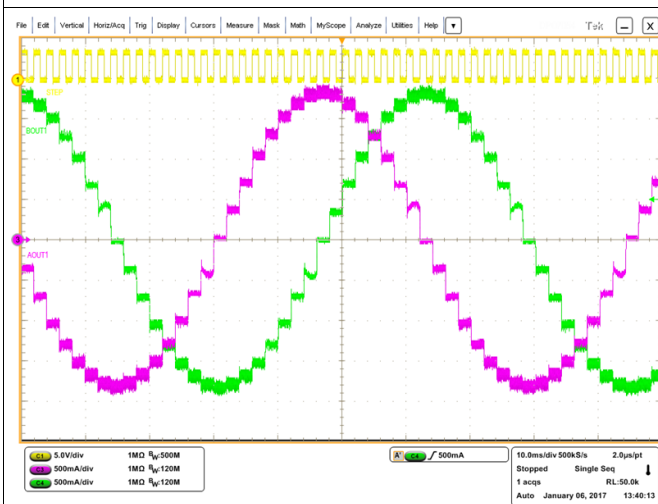 File Edit Vertical Horiz/Acq Trig Display Cursors Measure Mask Math MyScope Analyze Utilities Help Tek X
1
STEP
BOUT1
3
AOUT1
C1 5.0V/div 1MΩ BW:500M
C3 500mA/div 1MΩ BW:120M
C4 500mA/div 1MΩ BW:120M
A' C4 500mA
10.0ms/div 500kS/s 2.0µs/pt
Stopped Single Seq
1 acqs RL:50.0k
Auto January 06, 2017 13:40:13